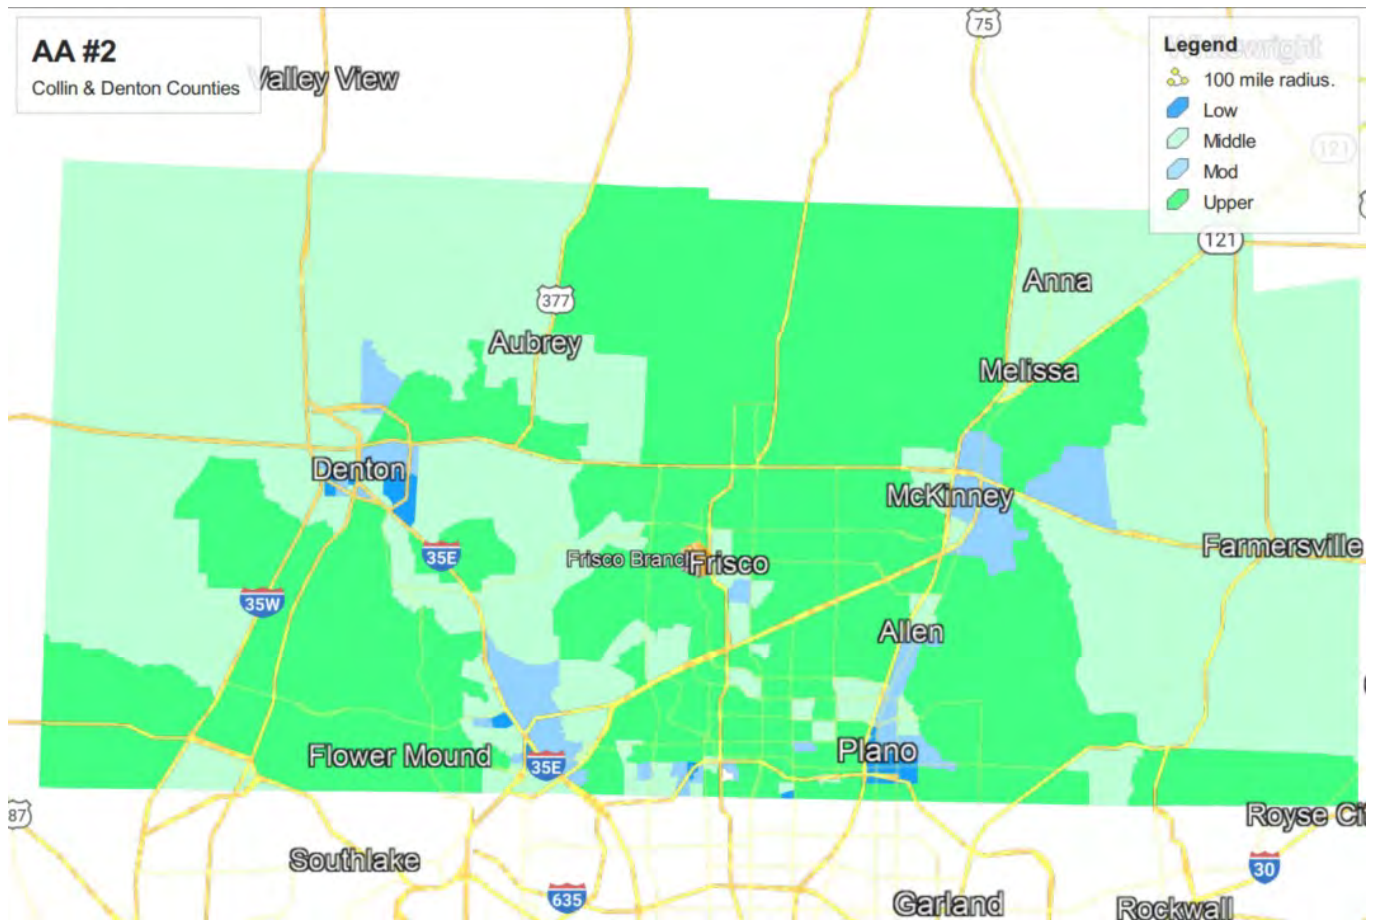 AA #2
Collin & Denton Counties
Valley View
75
Legend
Whitewright
100 mile radius.
Low
Middle
121
Mod
Upper
121
Anna
377
Aubrey
Melissa
Denton
McKinney
Farmersville
35E
Frisco Branch
Frisco
35W
Allen
Flower Mound
35E
Plano
87
Royse Ci
Southlake
30
635
Garland
Rockwall